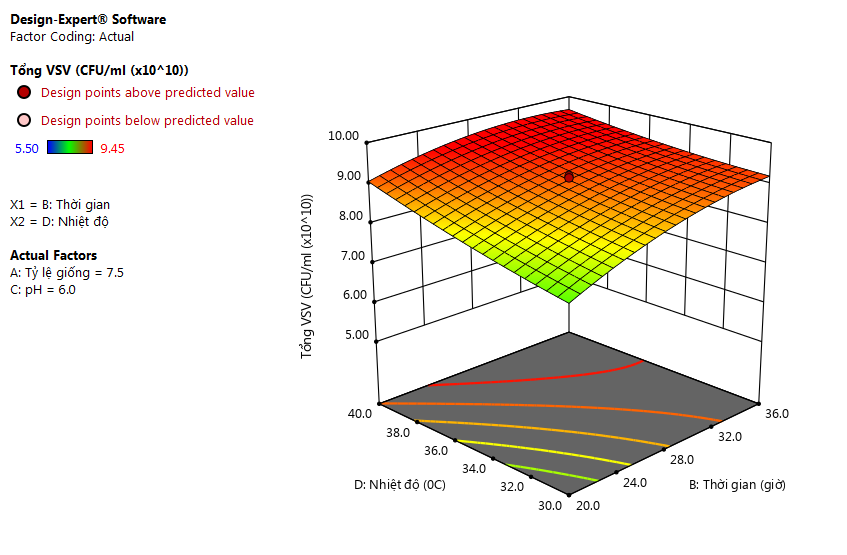 Design-Expert® Software
Factor Coding: Actual
Tổng VSV (CFU/ml (x10^10))
Design points above predicted value
Design points below predicted value
5.50 9.45
X1 = B: Thời gian
X2 = D: Nhiệt độ
Actual Factors
A: Tỷ lệ giống = 7.5
C: pH = 6.0
Tổng VSV (CFU/ml (x10^10))
10.00
9.00
8.00
7.00
6.00
5.00
40.0
38.0
36.0
34.0
32.0
30.0
D: Nhiệt độ (0C)
20.0
24.0
28.0
32.0
36.0
B: Thời gian (giờ)